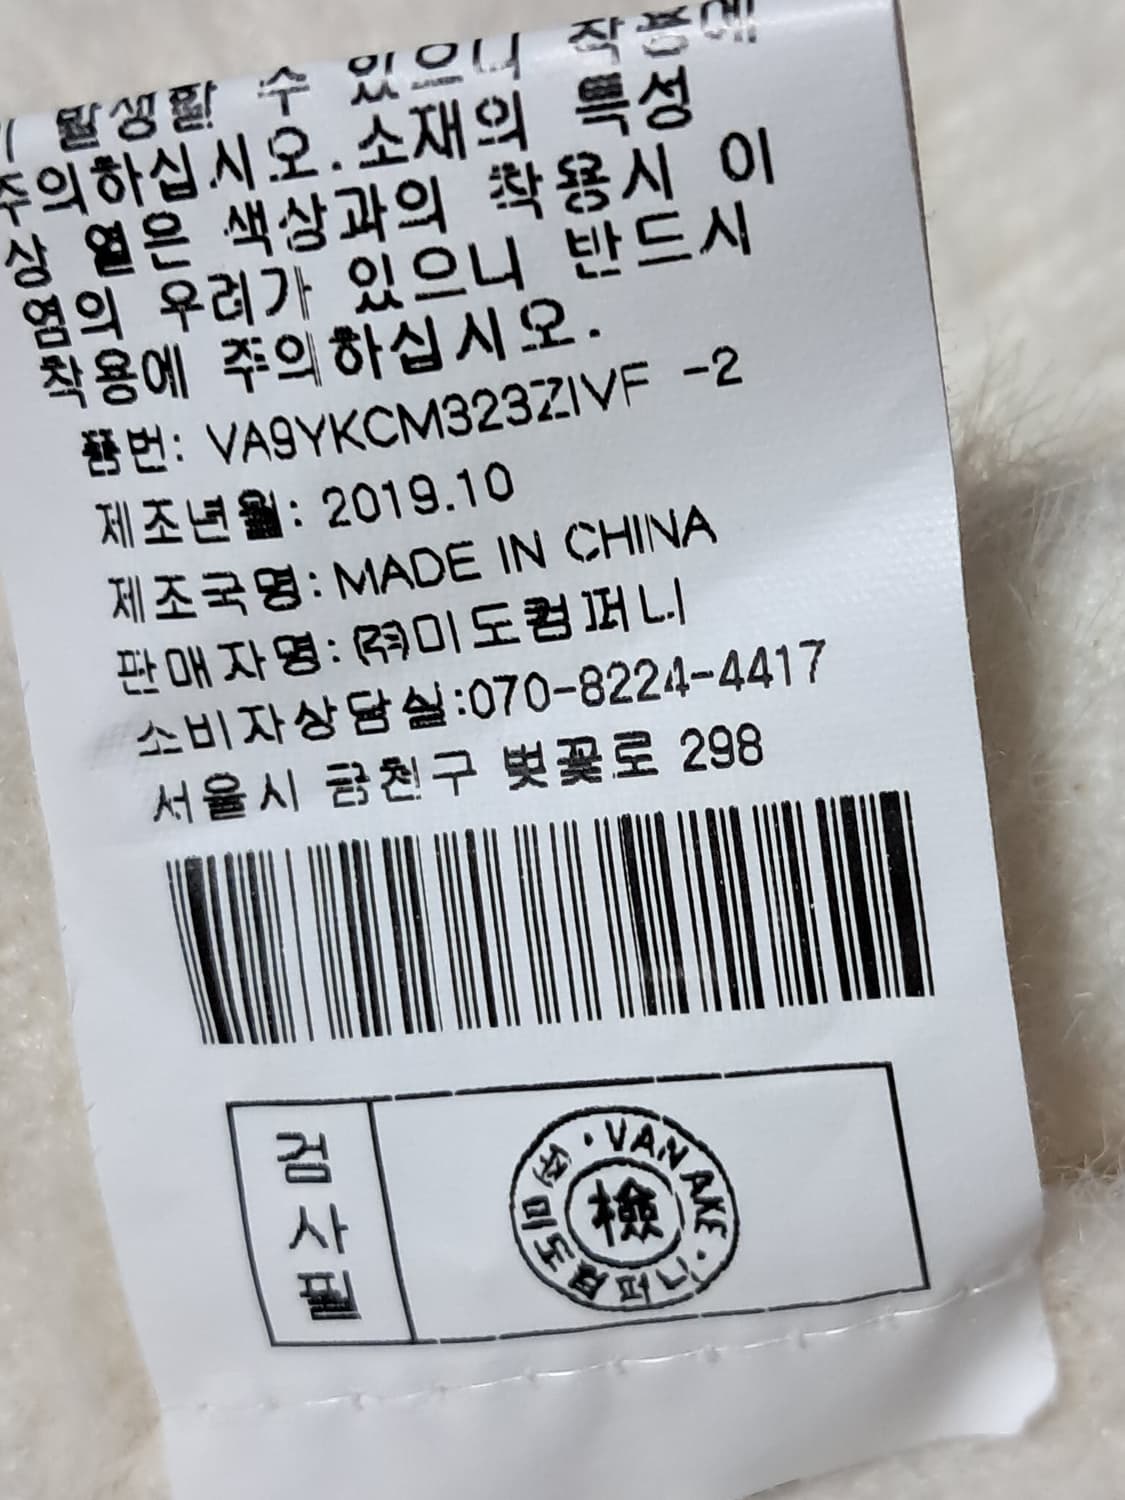 발생할 수 있으니 착용에
주의하십시오.소재의 특성
상 옅은 색상과의 착용시 이
염의 우려가 있으니 반드시
착용에 주의하십시오.
품번: VA9YKCM323ZIVF -2
제조년월: 2019.10
제조국명: MADE IN CHINA
판매자명: ㈜미도컴퍼니
소비자상담실:070-8224-4417
서울시 금천구 벚꽃로 298
검사필
·VAN AKE·
㈜미도컴퍼니
檢